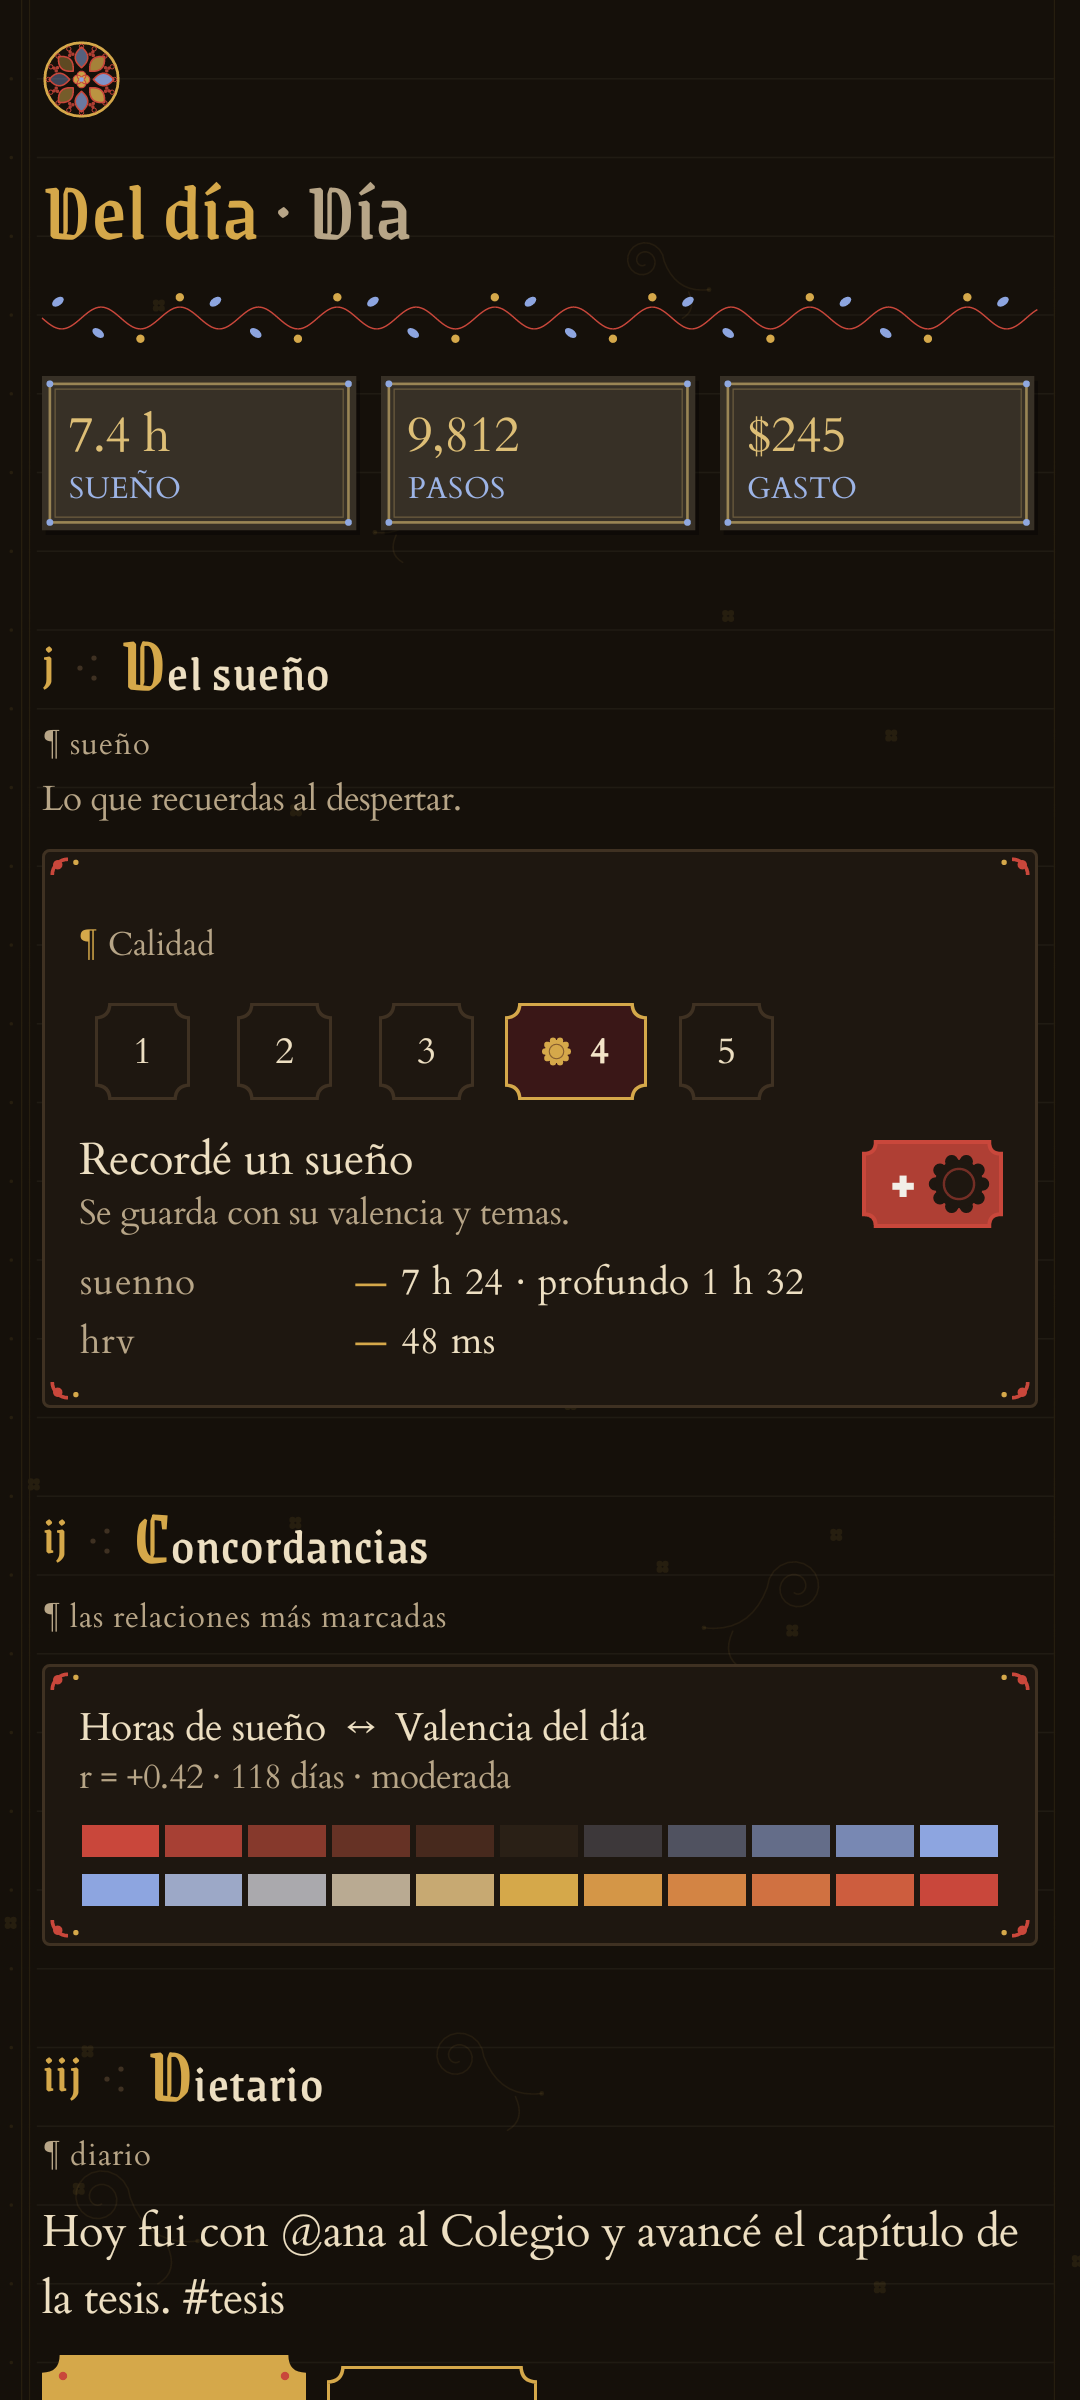 Del día · Día
7.4 h
SUEÑO
9,812
PASOS
$245
GASTO
j ·: Del sueño
¶ sueño
Lo que recuerdas al despertar.
¶ Calidad
1 2 3 4 5
Recordé un sueño
Se guarda con su valencia y temas.
suenno — 7 h 24 · profundo 1 h 32
hrv — 48 ms
ij ·: Concordancias
¶ las relaciones más marcadas
Horas de sueño ↔ Valencia del día
r = +0.42 · 118 días · moderada
iij ·: Dietario
¶ diario
Hoy fui con @ana al Colegio y avancé el capítulo de
la tesis. #tesis